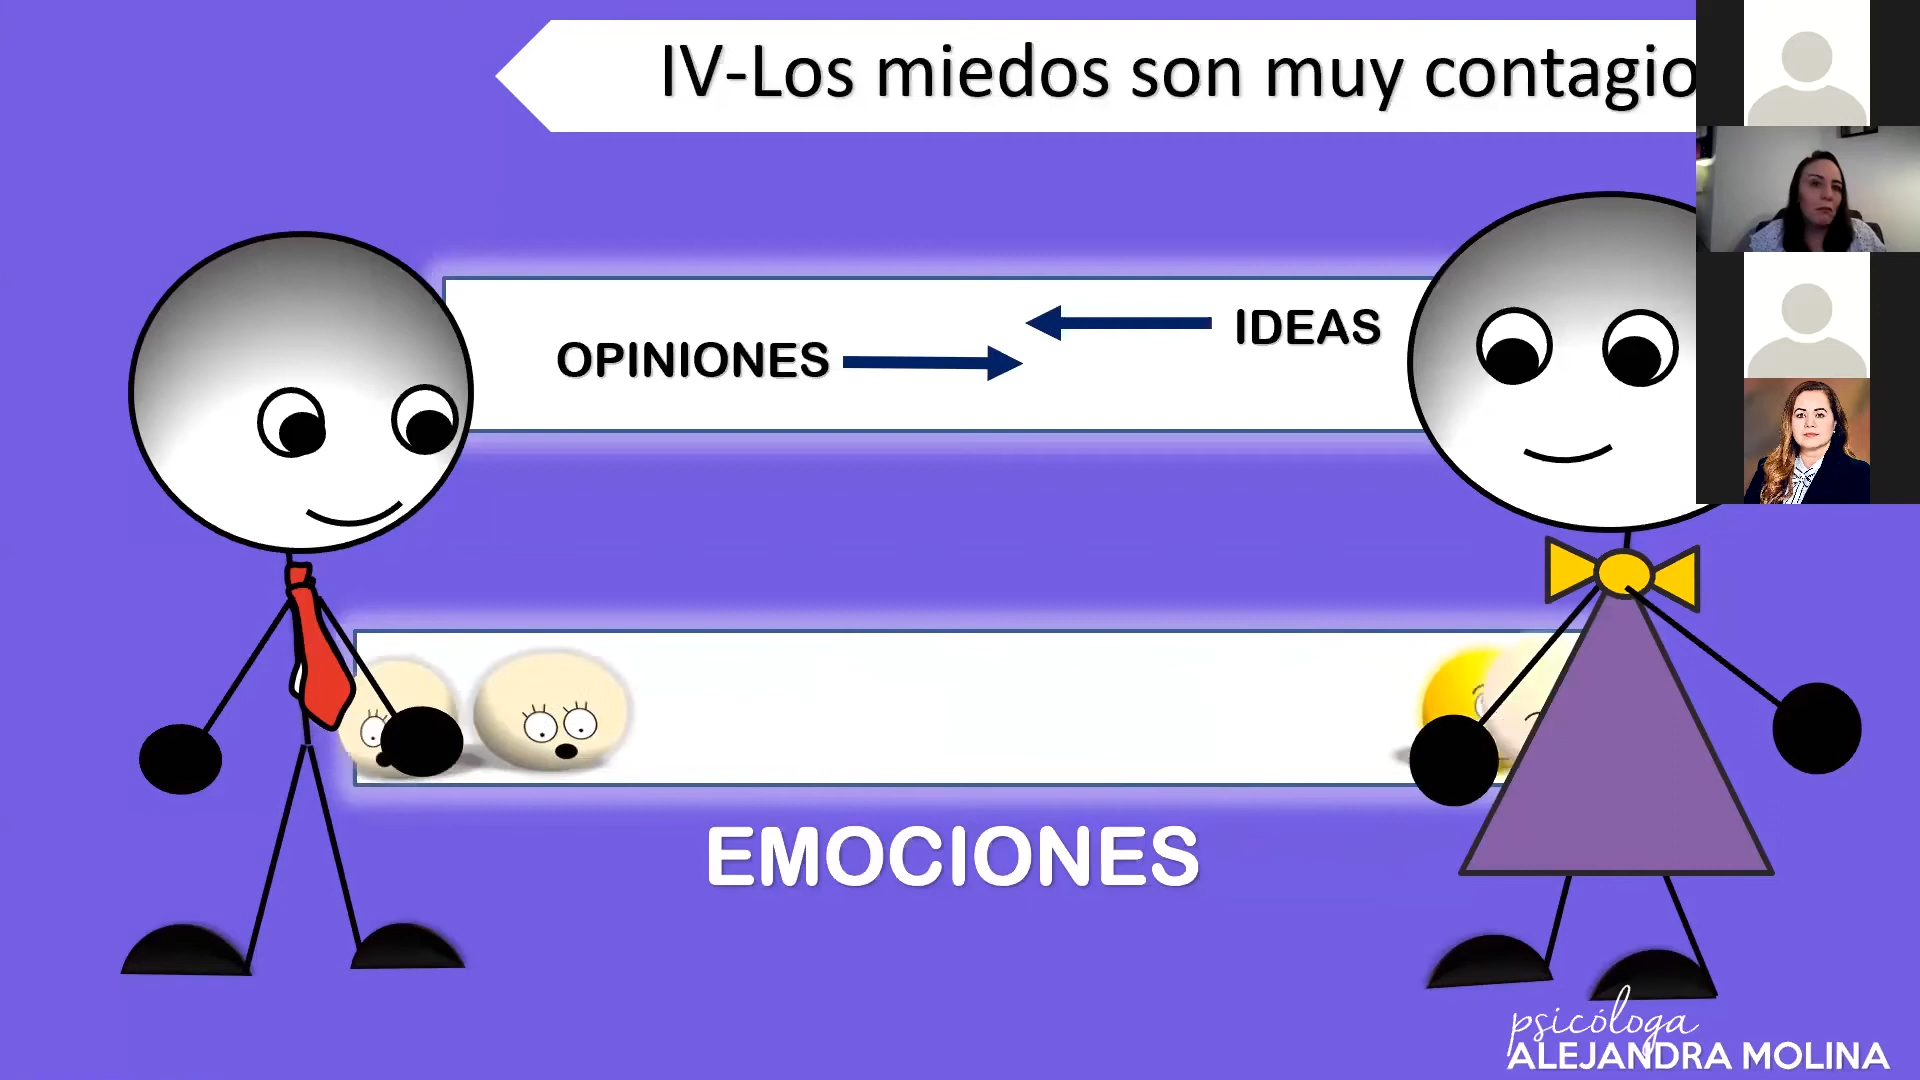 IV-Los miedos son muy contagio
IDEAS
OPINIONES
EMOCIONES
psicóloga
ALEJANDRA MOLINA